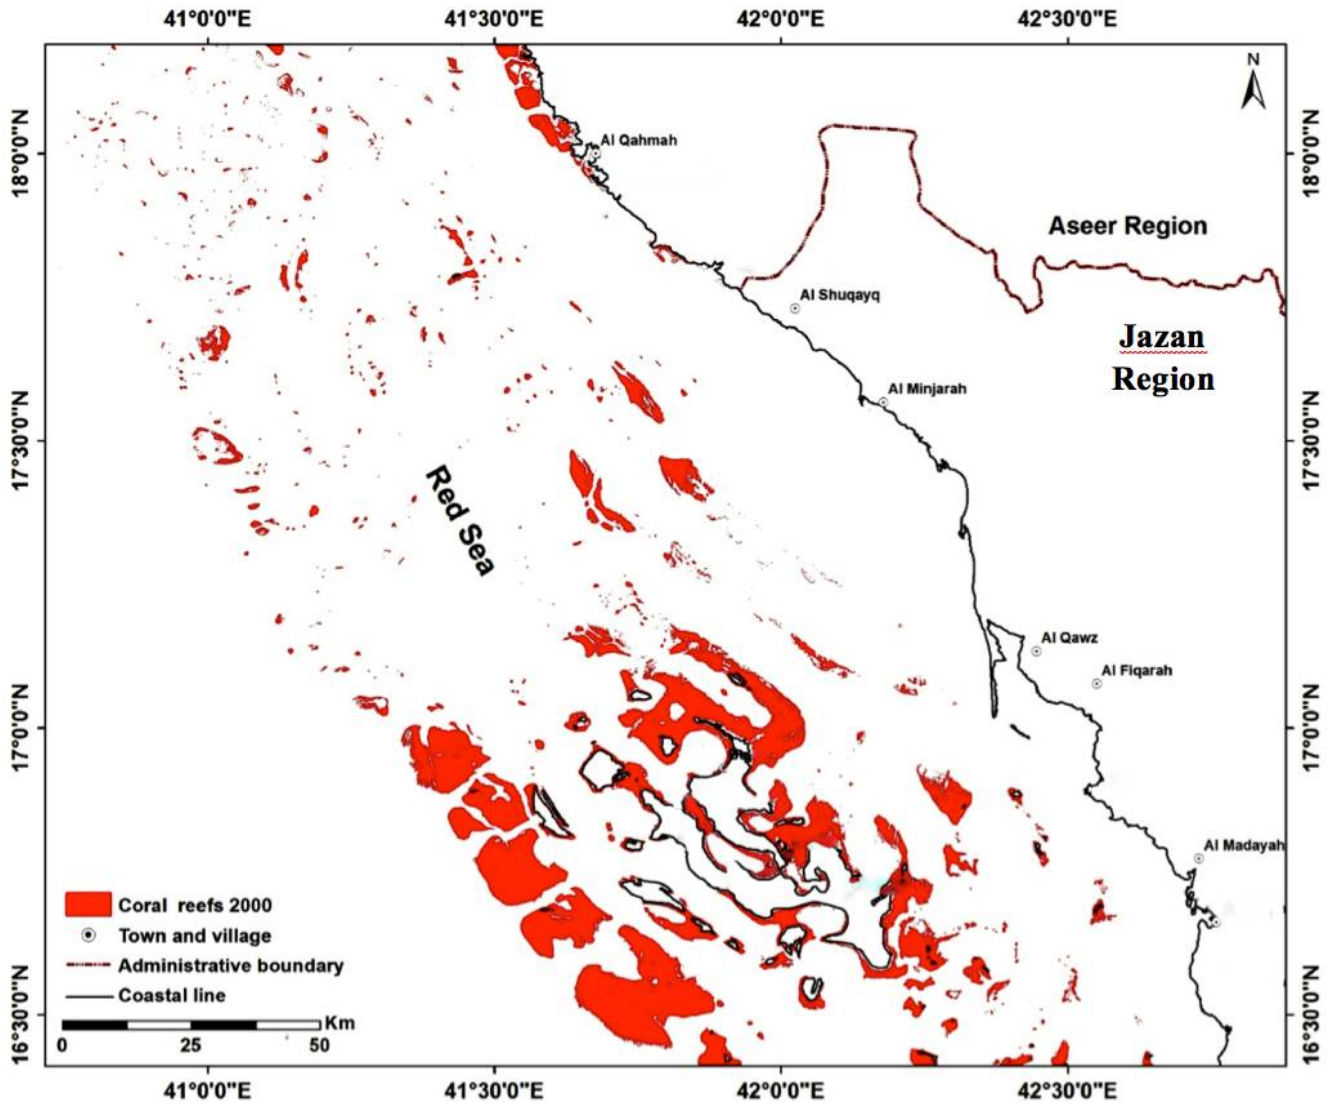 41°0'0"E 41°30'0"E 42°0'0"E 42°30'0"E
N
18°0'0"N
18°0'0"N
Al Qahmah
Aseer Region
Al Shuqayq
Jazan
Region
Al Minjarah
17°30'0"N
17°30'0"N
Red Sea
Al Qawz
Al Fiqarah
17°0'0"N
17°0'0"N
Al Madayah
Coral reefs 2000
Town and village
Administrative boundary
Coastal line
Km
0 25 50
16°30'0"N
16°30'0"N
41°0'0"E 41°30'0"E 42°0'0"E 42°30'0"E